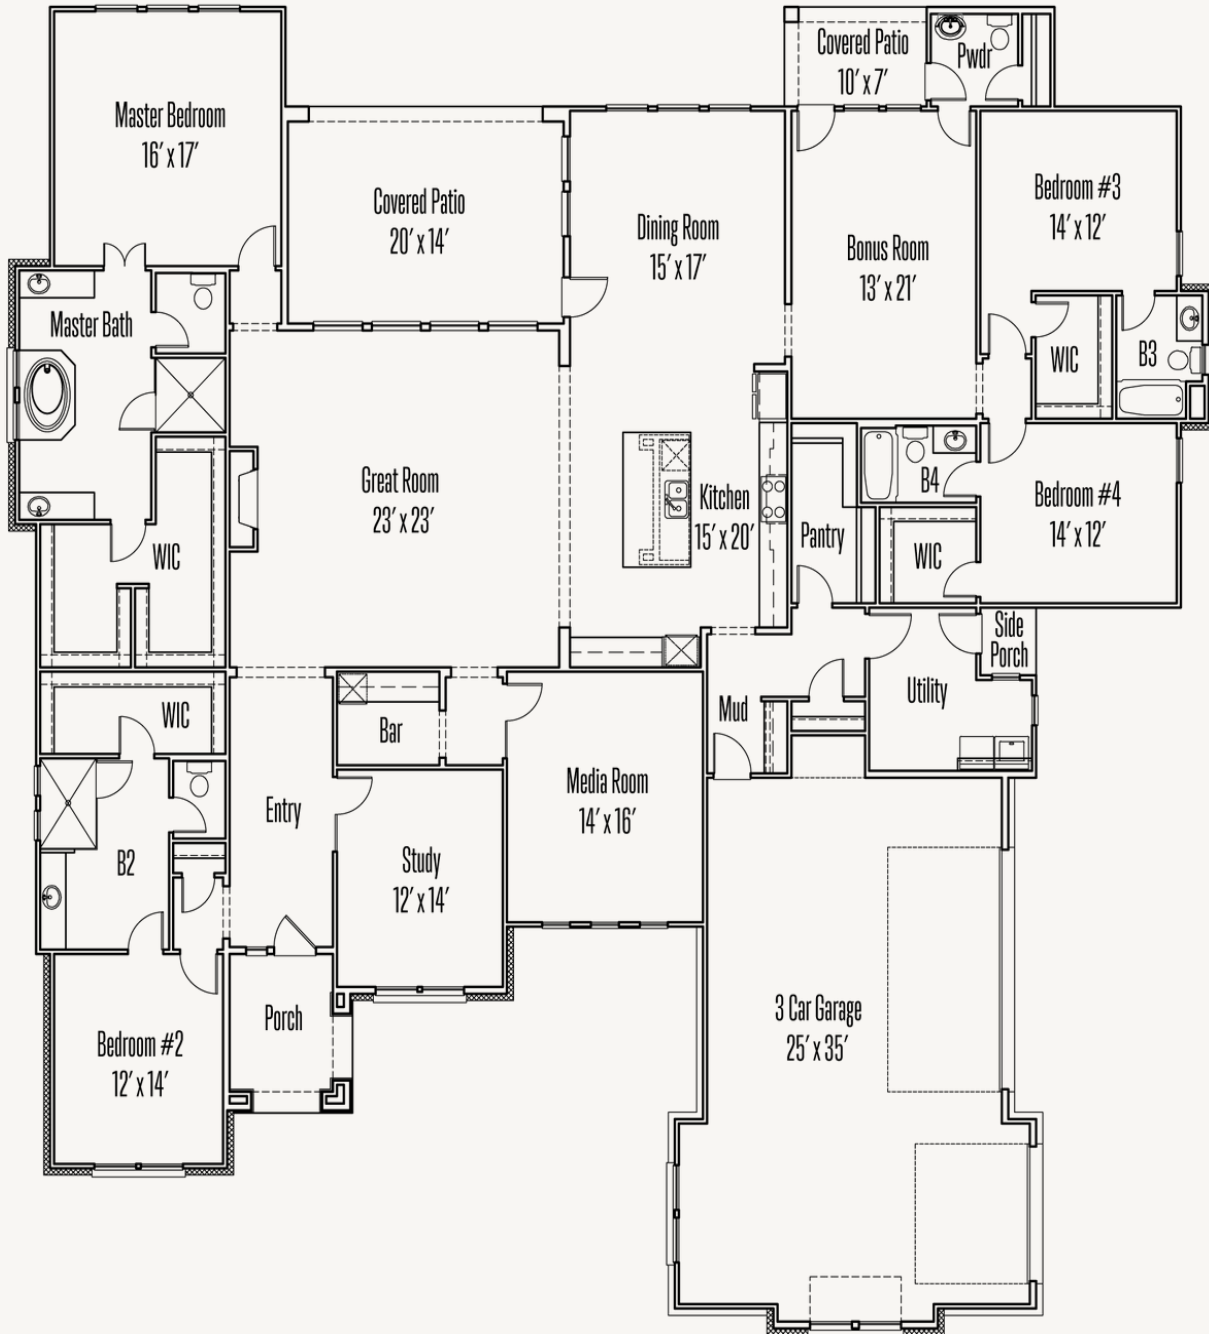 Covered Patio
10' x 7'
Pwdr
Master Bedroom
16' x 17'
Covered Patio
20' x 14'
Dining Room
15' x 17'
Bonus Room
13' x 21'
Bedroom #3
14' x 12'
Master Bath
WIC
B3
Great Room
23' x 23'
Kitchen
15' x 20'
Pantry
B4
WIC
Bedroom #4
14' x 12'
WIC
Side
Porch
Utility
WIC
Bar
Mud
Media Room
14' x 16'
Entry
B2
Study
12' x 14'
Porch
Bedroom #2
12' x 14'
3 Car Garage
25' x 35'